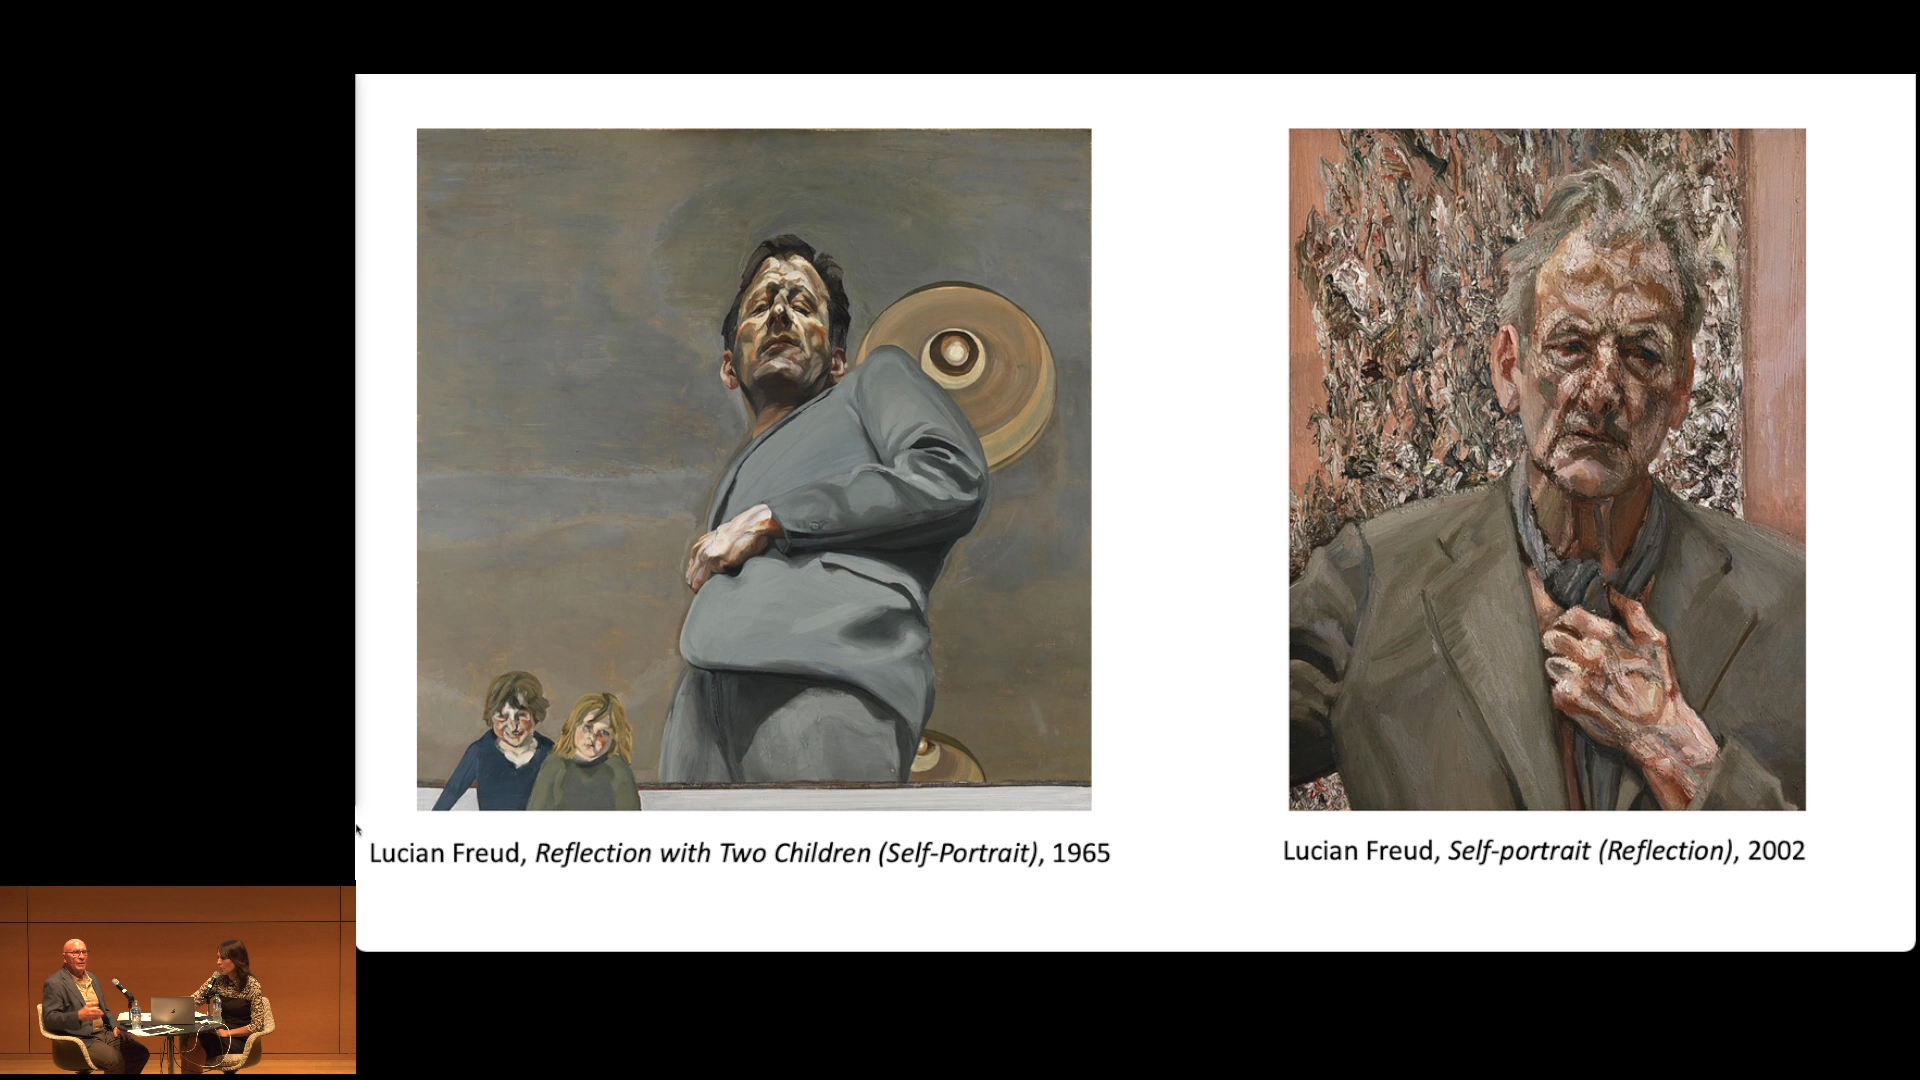 Lucian Freud, Reflection with Two Children (Self-Portrait), 1965
Lucian Freud, Self-portrait (Reflection), 2002